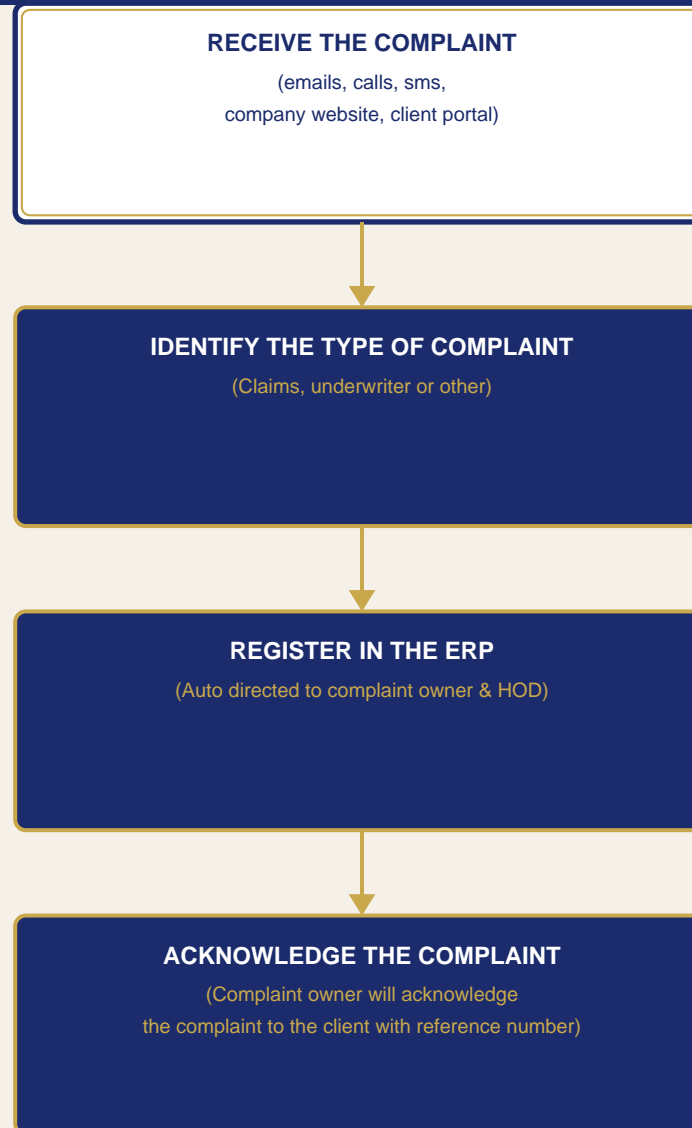 RECEIVE THE COMPLAINT
(emails, calls, sms,
company website, client portal)
IDENTIFY THE TYPE OF COMPLAINT
(Claims, underwriter or other)
REGISTER IN THE ERP
(Auto directed to complaint owner & HOD)
ACKNOWLEDGE THE COMPLAINT
(Complaint owner will acknowledge
the complaint to the client with reference number)